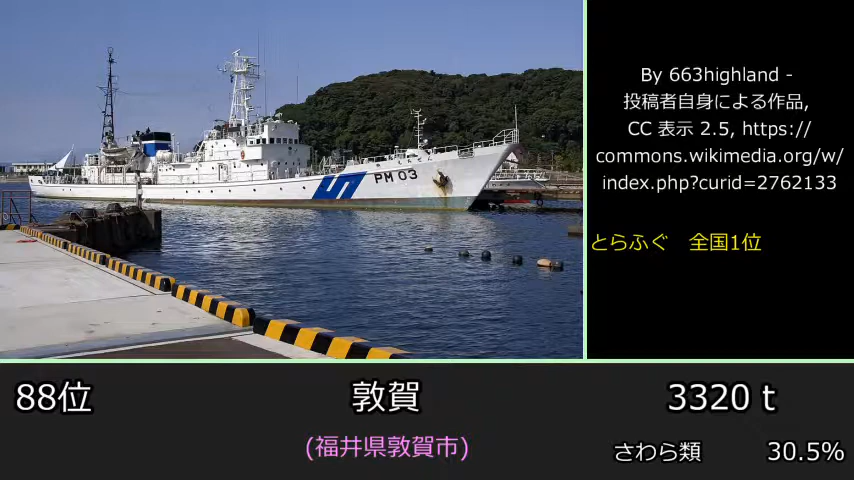 PM 03
By 663highland -
投稿者自身による作品,
CC 表示 2.5, https://
commons.wikimedia.org/w/
index.php?curid=2762133
とらふぐ 全国1位
88位 敦賀 3320 t
(福井県敦賀市)
さわら類 30.5%